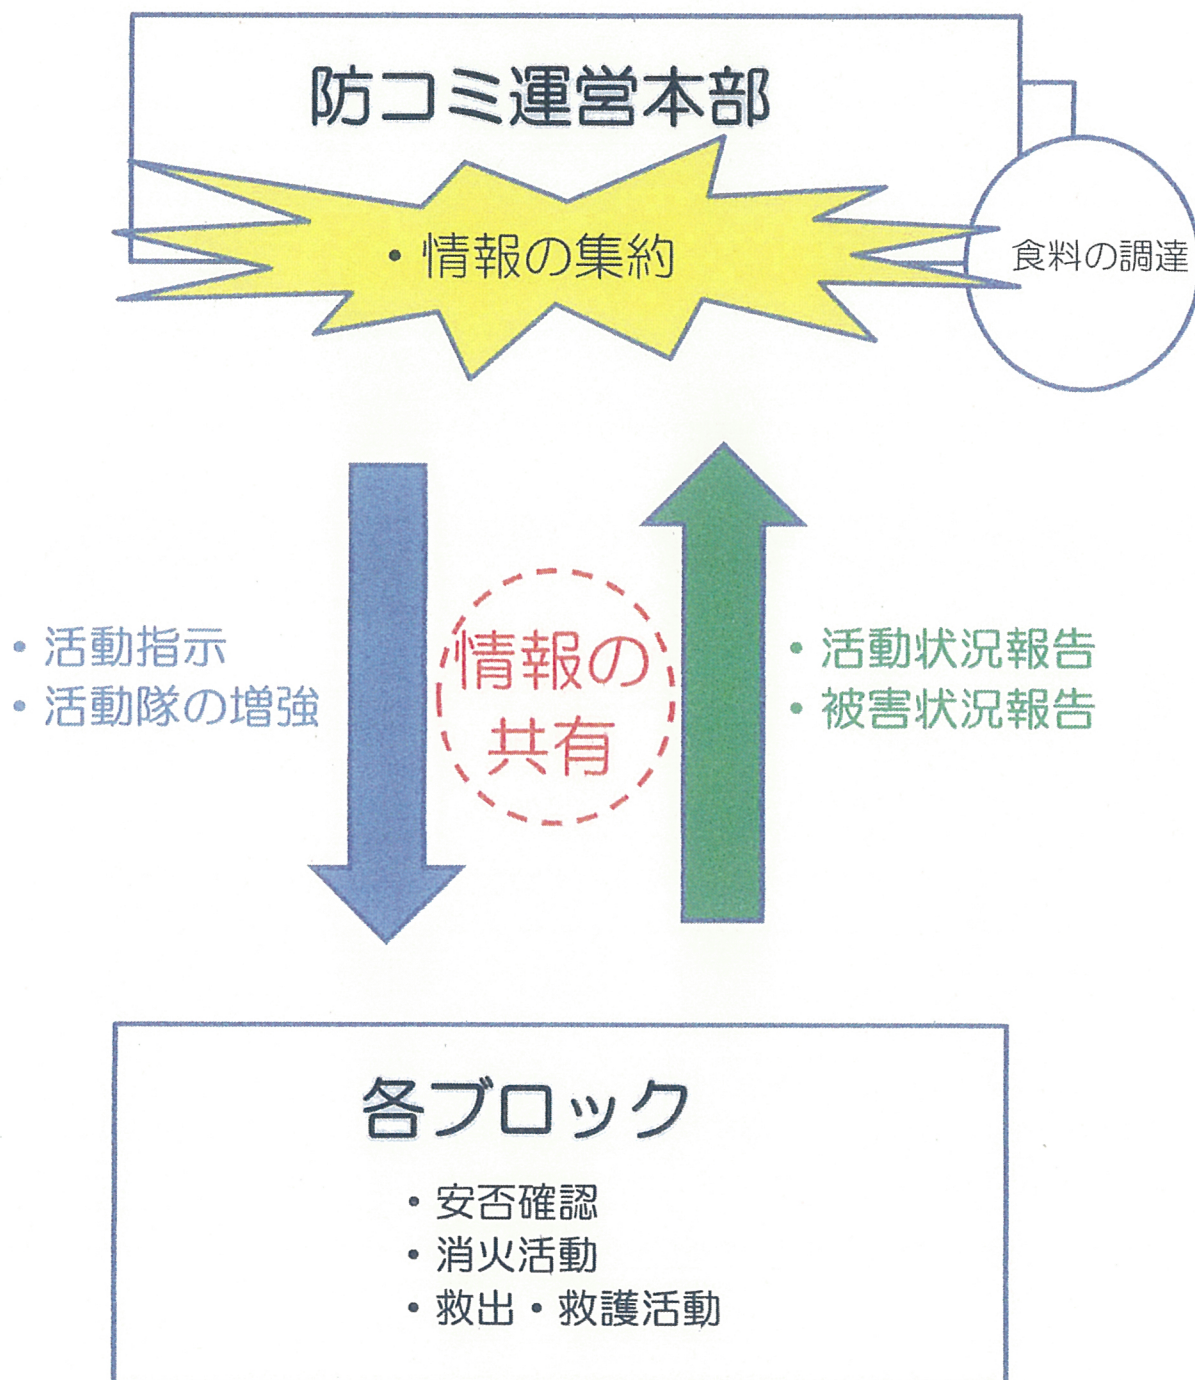 防コミ運営本部
・情報の集約
食料の調達
・活動指示
・活動隊の増強
情報の
共有
・活動状況報告
・被害状況報告
各ブロック
・安否確認
・消火活動
・救出・救護活動